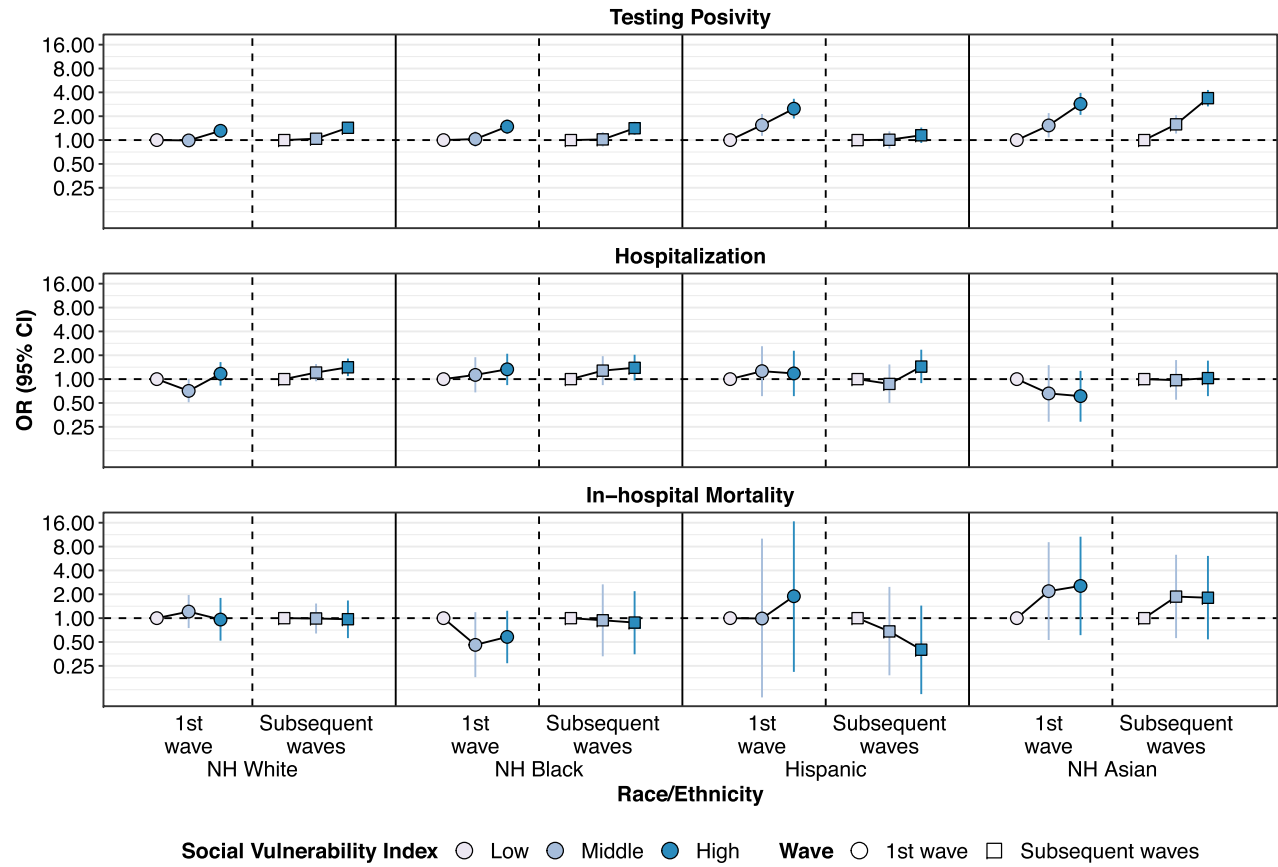 Testing Posivity
16.00
8.00
4.00
2.00
1.00
0.50
0.25
Hospitalization
16.00
8.00
4.00
2.00
1.00
0.50
0.25
OR (95% CI)
In−hospital Mortality
16.00
8.00
4.00
2.00
1.00
0.50
0.25
1st Subsequent 1st Subsequent 1st Subsequent 1st Subsequent
wave waves wave waves wave waves wave waves
NH White NH Black Hispanic NH Asian
Race/Ethnicity
Social Vulnerability Index Low Middle High Wave 1st wave Subsequent waves